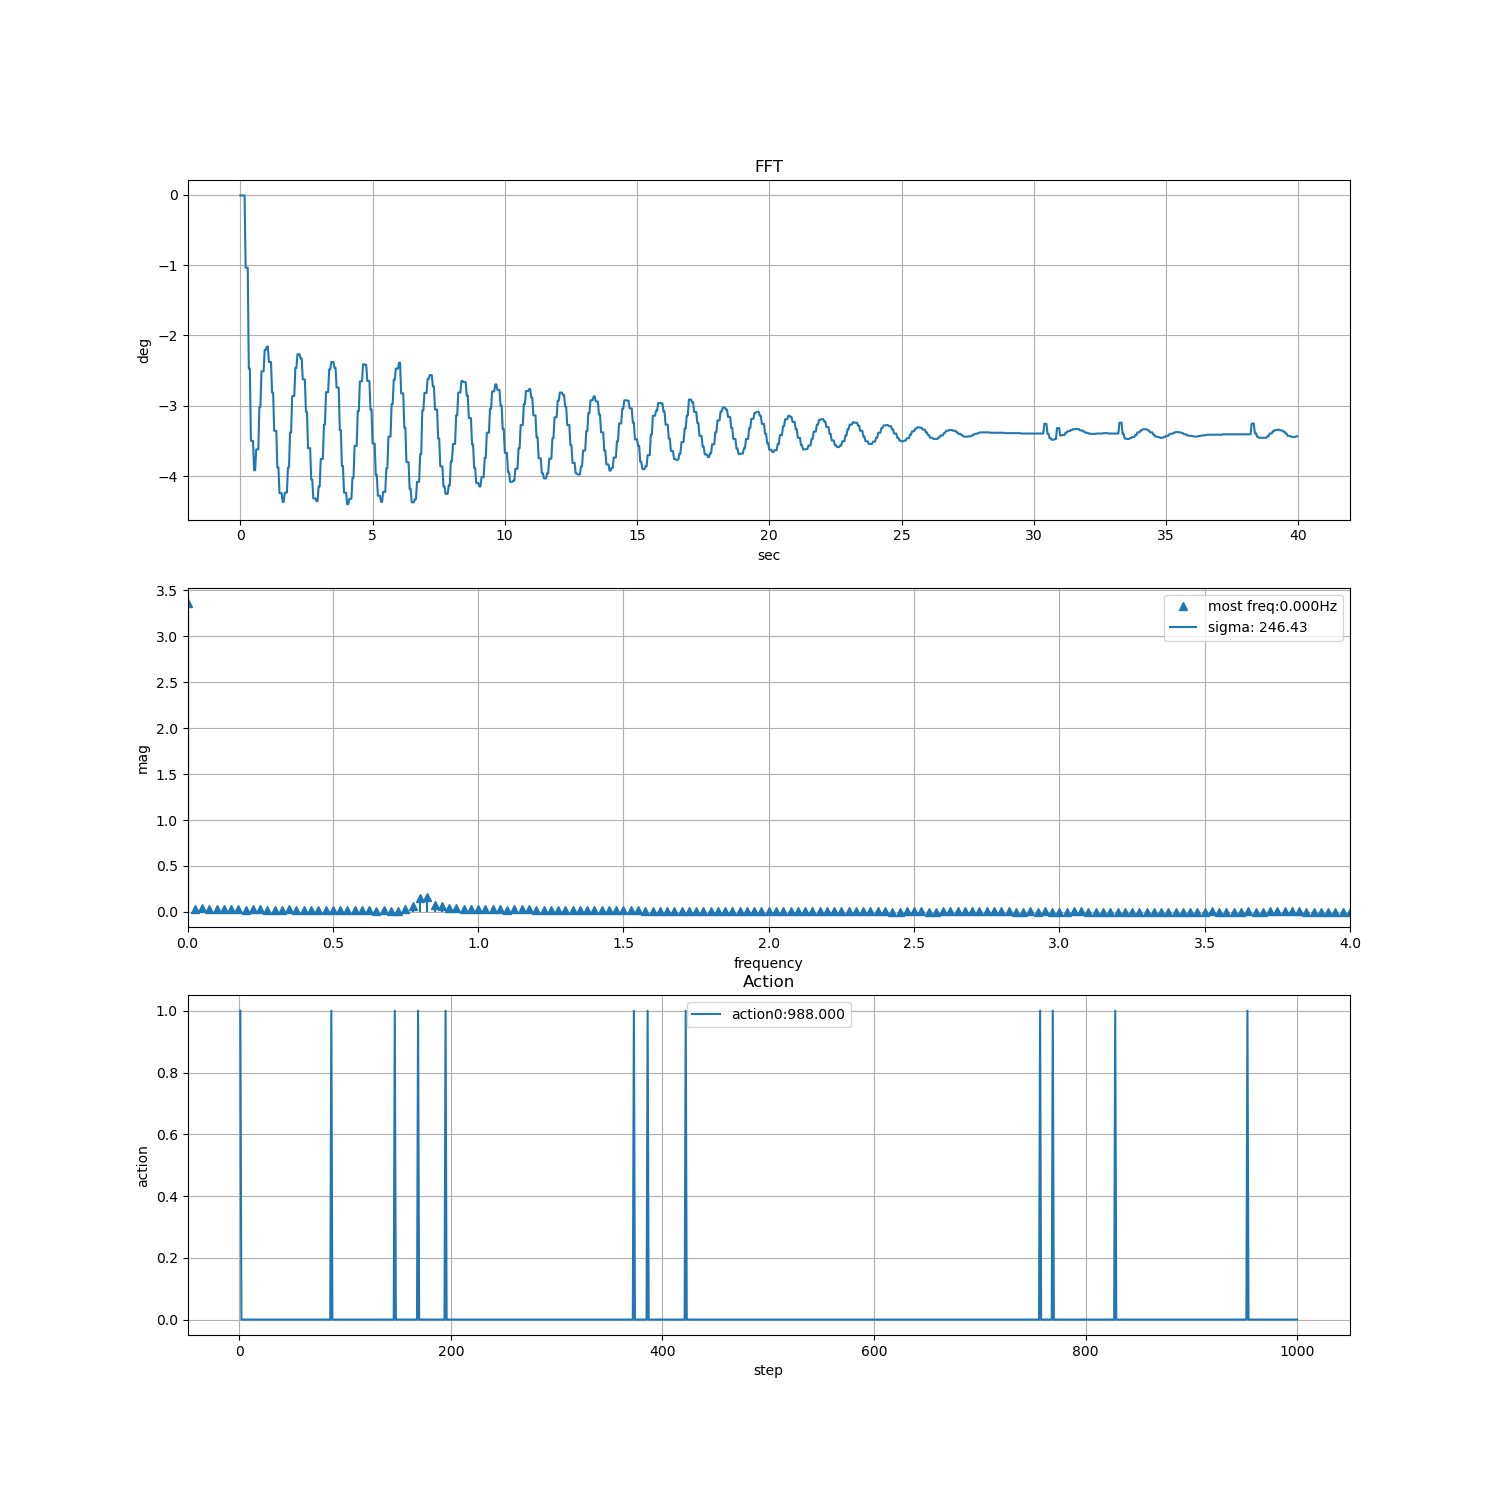 FFT
0
−1
−2
−3
−4
deg
0 5 10 15 20 25 30 35 40
sec
3.5
3.0
2.5
2.0
1.5
1.0
0.5
0.0
mag
most freq:0.000Hz
sigma: 246.43
0.0 0.5 1.0 1.5 2.0 2.5 3.0 3.5 4.0
frequency
Action
1.0
0.8
0.6
0.4
0.2
0.0
action
action0:988.000
0 200 400 600 800 1000
step